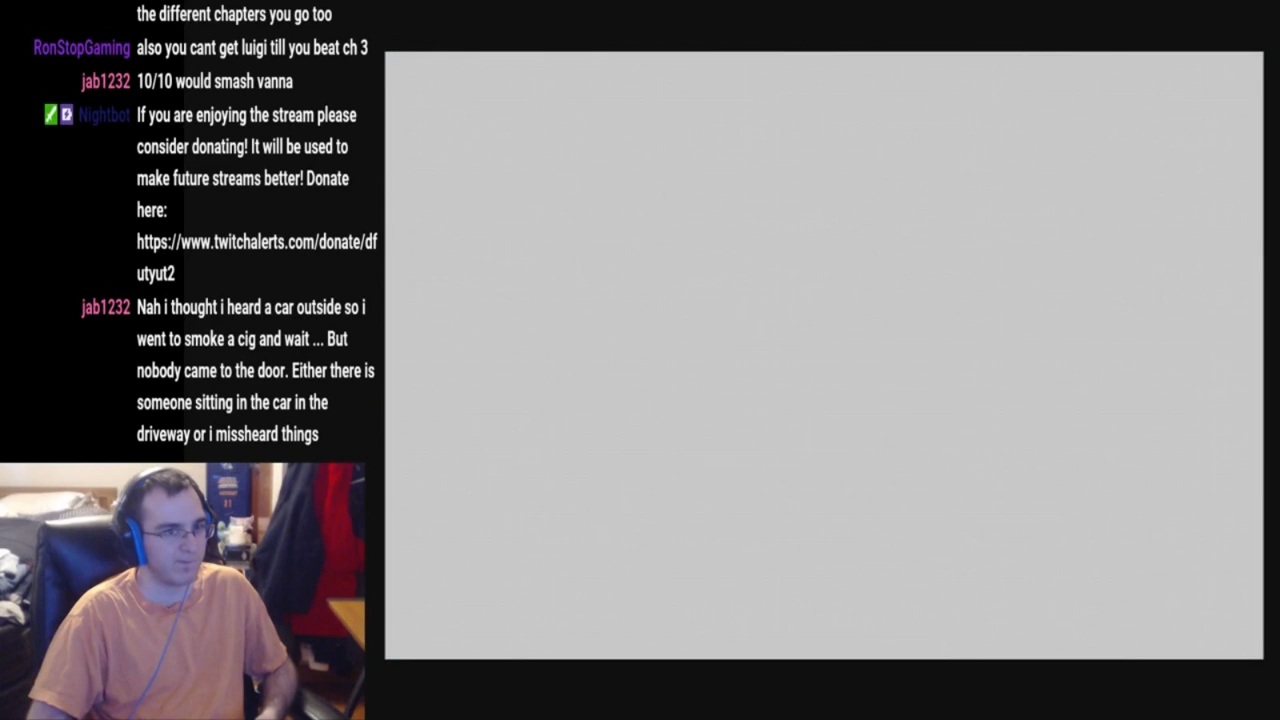 the different chapters you go too
RonStopGaming also you cant get luigi till you beat ch 3
jab1232 10/10 would smash vanna
Nightbot If you are enjoying the stream please
consider donating! It will be used to
make future streams better! Donate
here:
https://www.twitchalerts.com/donate/df
utyut2
jab1232 Nah i thought i heard a car outside so i
went to smoke a cig and wait ... But
nobody came to the door. Either there is
someone sitting in the car in the
driveway or i missheard things